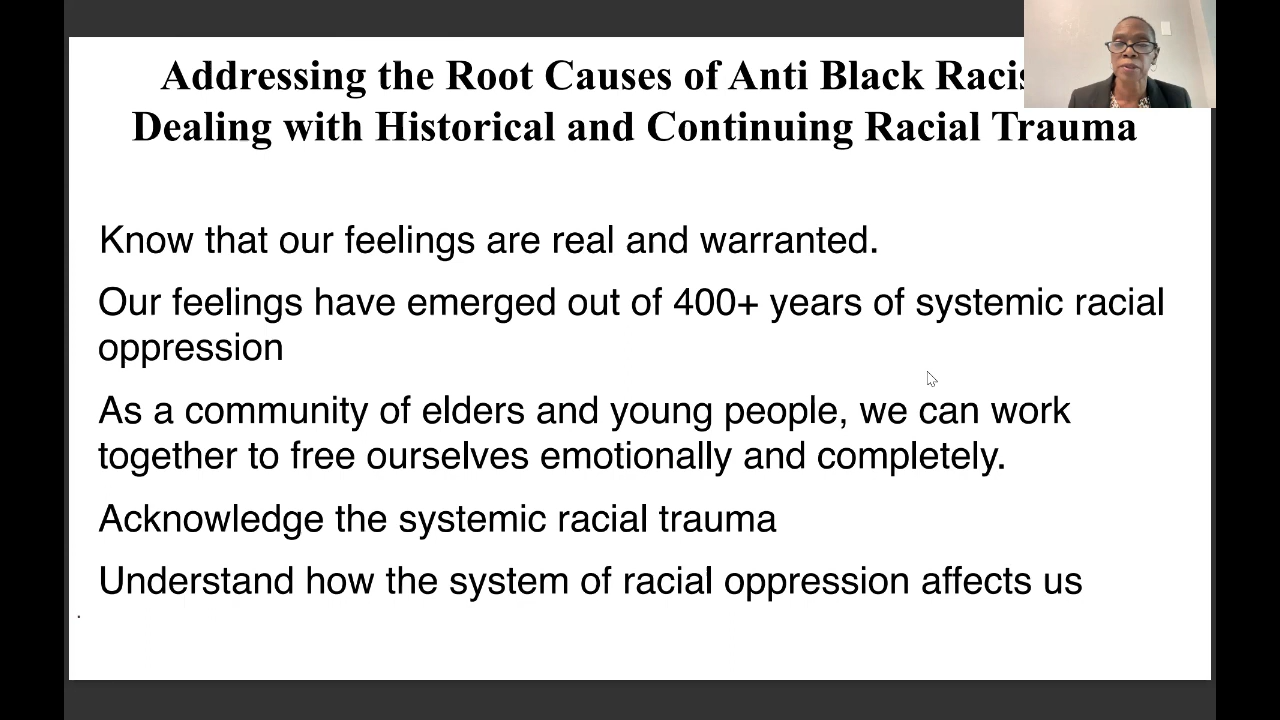 Addressing the Root Causes of Anti Black
Dealing with Historical and Continuing Racial Trauma
Know that our feelings are real and warranted.
Our feelings have emerged out of 400+ years of systemic racial
oppression
As a community of elders and young people, we can work
together to free ourselves emotionally and completely.
Acknowledge the systemic racial trauma
Understand how the system of racial oppression affects us
.